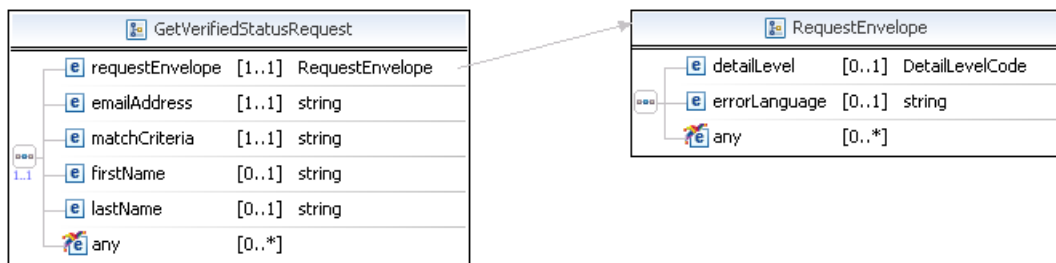 GetVerifiedStatusRequest
e requestEnvelope [1..1] RequestEnvelope
e emailAddress [1..1] string
e matchCriteria [1..1] string
1..1
e firstName [0..1] string
e lastName [0..1] string
e any [0..*]
RequestEnvelope
e detailLevel [0..1] DetailLevelCode
e errorLanguage [0..1] string
e any [0..*]